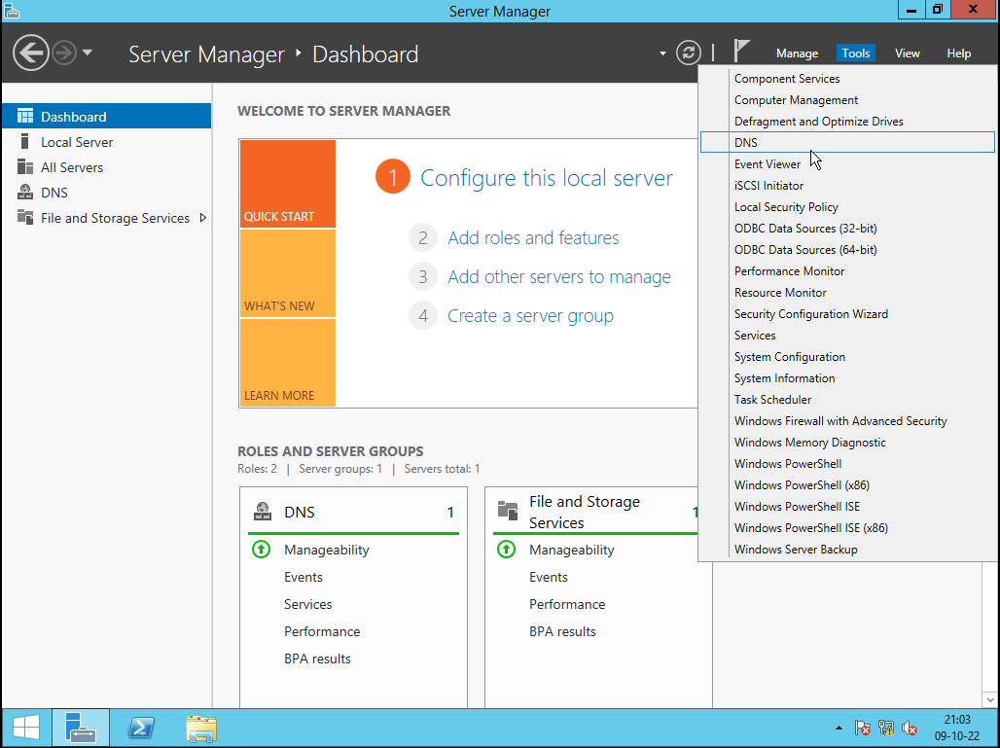 Server Manager
Server Manager ‣ Dashboard
Manage
Tools
View
Help
Dashboard
Local Server
All Servers
DNS
File and Storage Services
WELCOME TO SERVER MANAGER
QUICK START
WHAT'S NEW
LEARN MORE
1 Configure this local server
2 Add roles and features
3 Add other servers to manage
4 Create a server group
ROLES AND SERVER GROUPS
Roles: 2 | Server groups: 1 | Servers total: 1
DNS 1
Manageability
Events
Services
Performance
BPA results
File and Storage
Services
1
Manageability
Events
Performance
BPA results
Component Services
Computer Management
Defragment and Optimize Drives
DNS
Event Viewer
iSCSI Initiator
Local Security Policy
ODBC Data Sources (32-bit)
ODBC Data Sources (64-bit)
Performance Monitor
Resource Monitor
Security Configuration Wizard
Services
System Configuration
System Information
Task Scheduler
Windows Firewall with Advanced Security
Windows Memory Diagnostic
Windows PowerShell
Windows PowerShell (x86)
Windows PowerShell ISE
Windows PowerShell ISE (x86)
Windows Server Backup
21:03
09-10-22